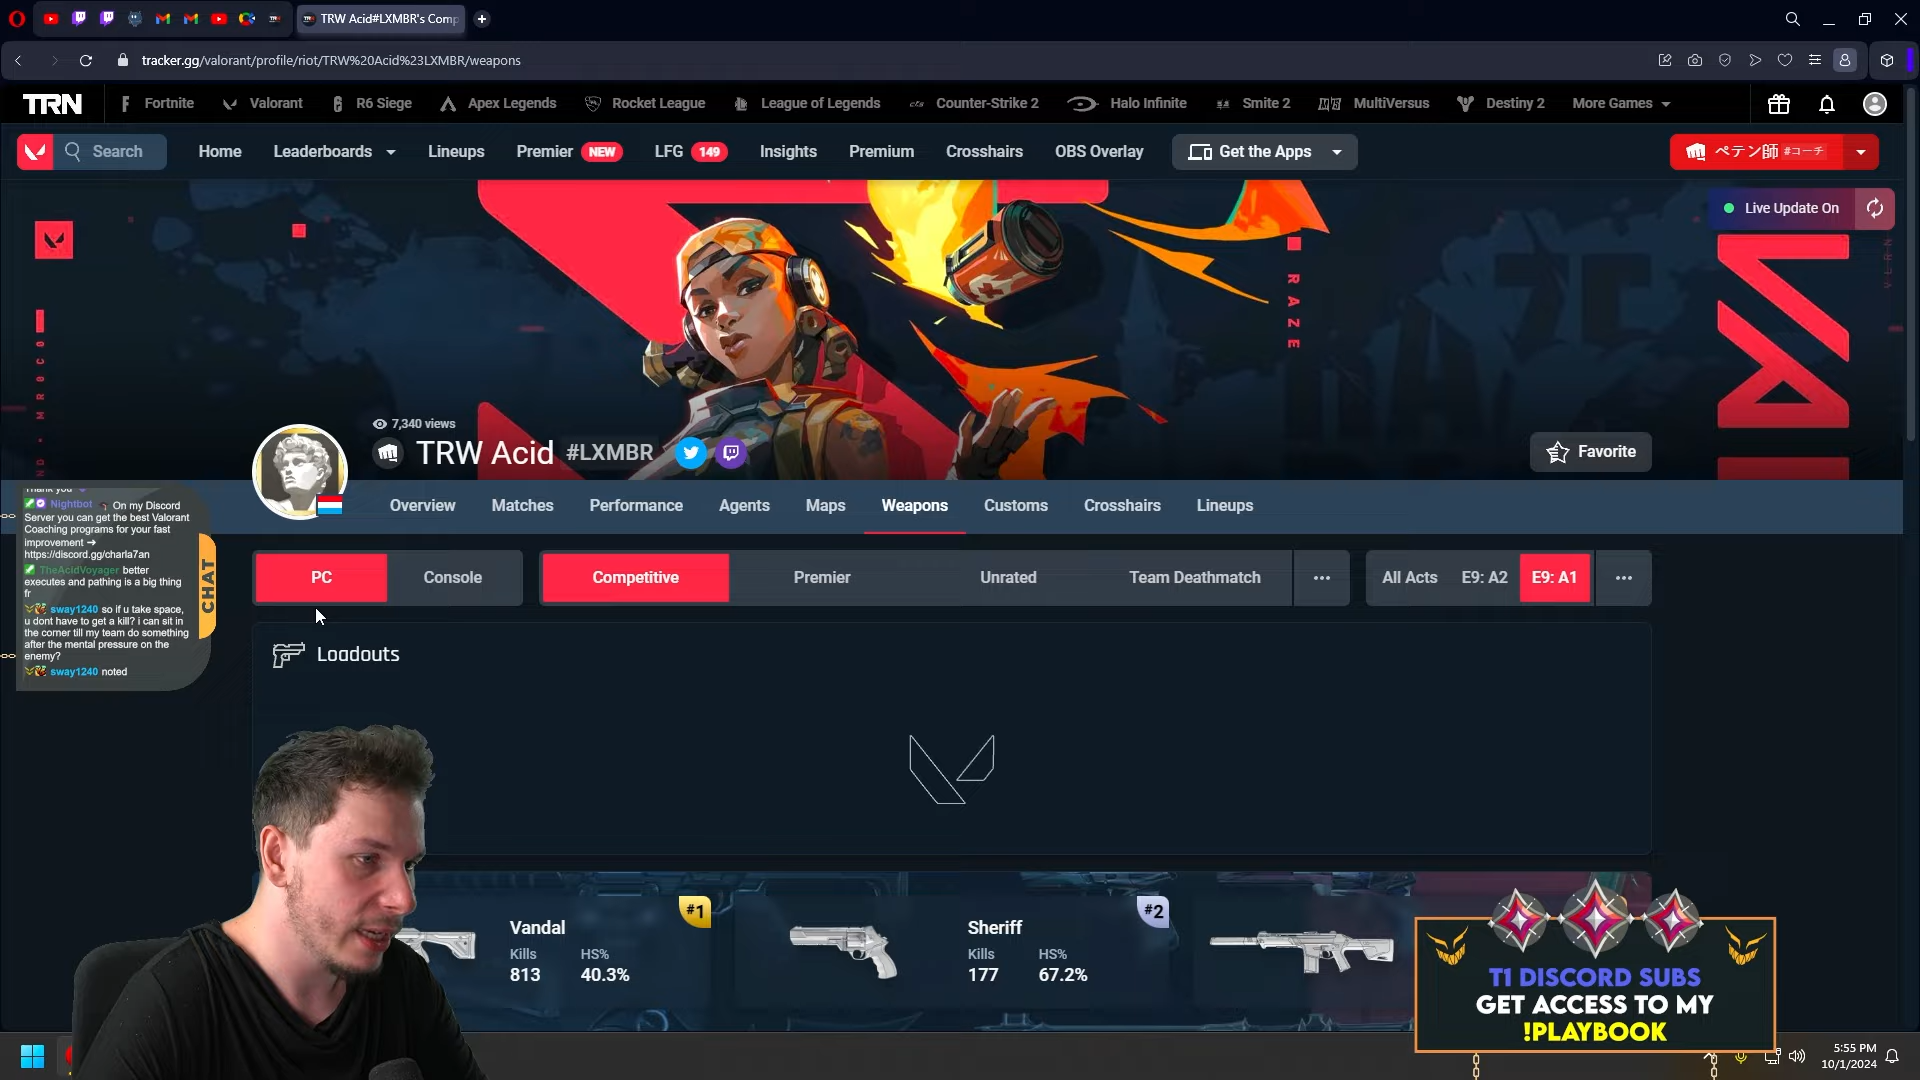 TRW Acid#LXMBR's Comp
tracker.gg/valorant/profile/riot/TRW%20Acid%23LXMBR/weapons
TRN
Fortnite
Valorant
R6 Siege
Apex Legends
Rocket League
League of Legends
Counter-Strike 2
Halo Infinite
Smite 2
MultiVersus
Destiny 2
More Games
Search
Home
Leaderboards
Lineups
Premier NEW
LFG 149
Insights
Premium
Crosshairs
OBS Overlay
Get the Apps
ペテン師 #コーチ
Live Update On
RAZE
7,340 views
TRW Acid #LXMBR
Favorite
Overview
Matches
Performance
Agents
Maps
Weapons
Customs
Crosshairs
Lineups
Thank you
Nightbot On my Discord
Server you can get the best Valorant
Coaching programs for your fast
improvement ➜
https://discord.gg/charla7an
TheAcidVoyager better
executes and pathing is a big thing
fr
sway1240 so if u take space,
u dont have to get a kill? i can sit in
the corner till my team do something
after the mental pressure on the
enemy?
sway1240 noted
CHAT
PC
Console
Competitive
Premier
Unrated
Team Deathmatch
...
All Acts
E9: A2
E9: A1
...
Loadouts
Vandal
#1
Kills
HS%
813
40.3%
Sheriff
#2
Kills
HS%
177
67.2%
T1 DISCORD SUBS
GET ACCESS TO MY
!PLAYBOOK
5:55 PM
10/1/2024